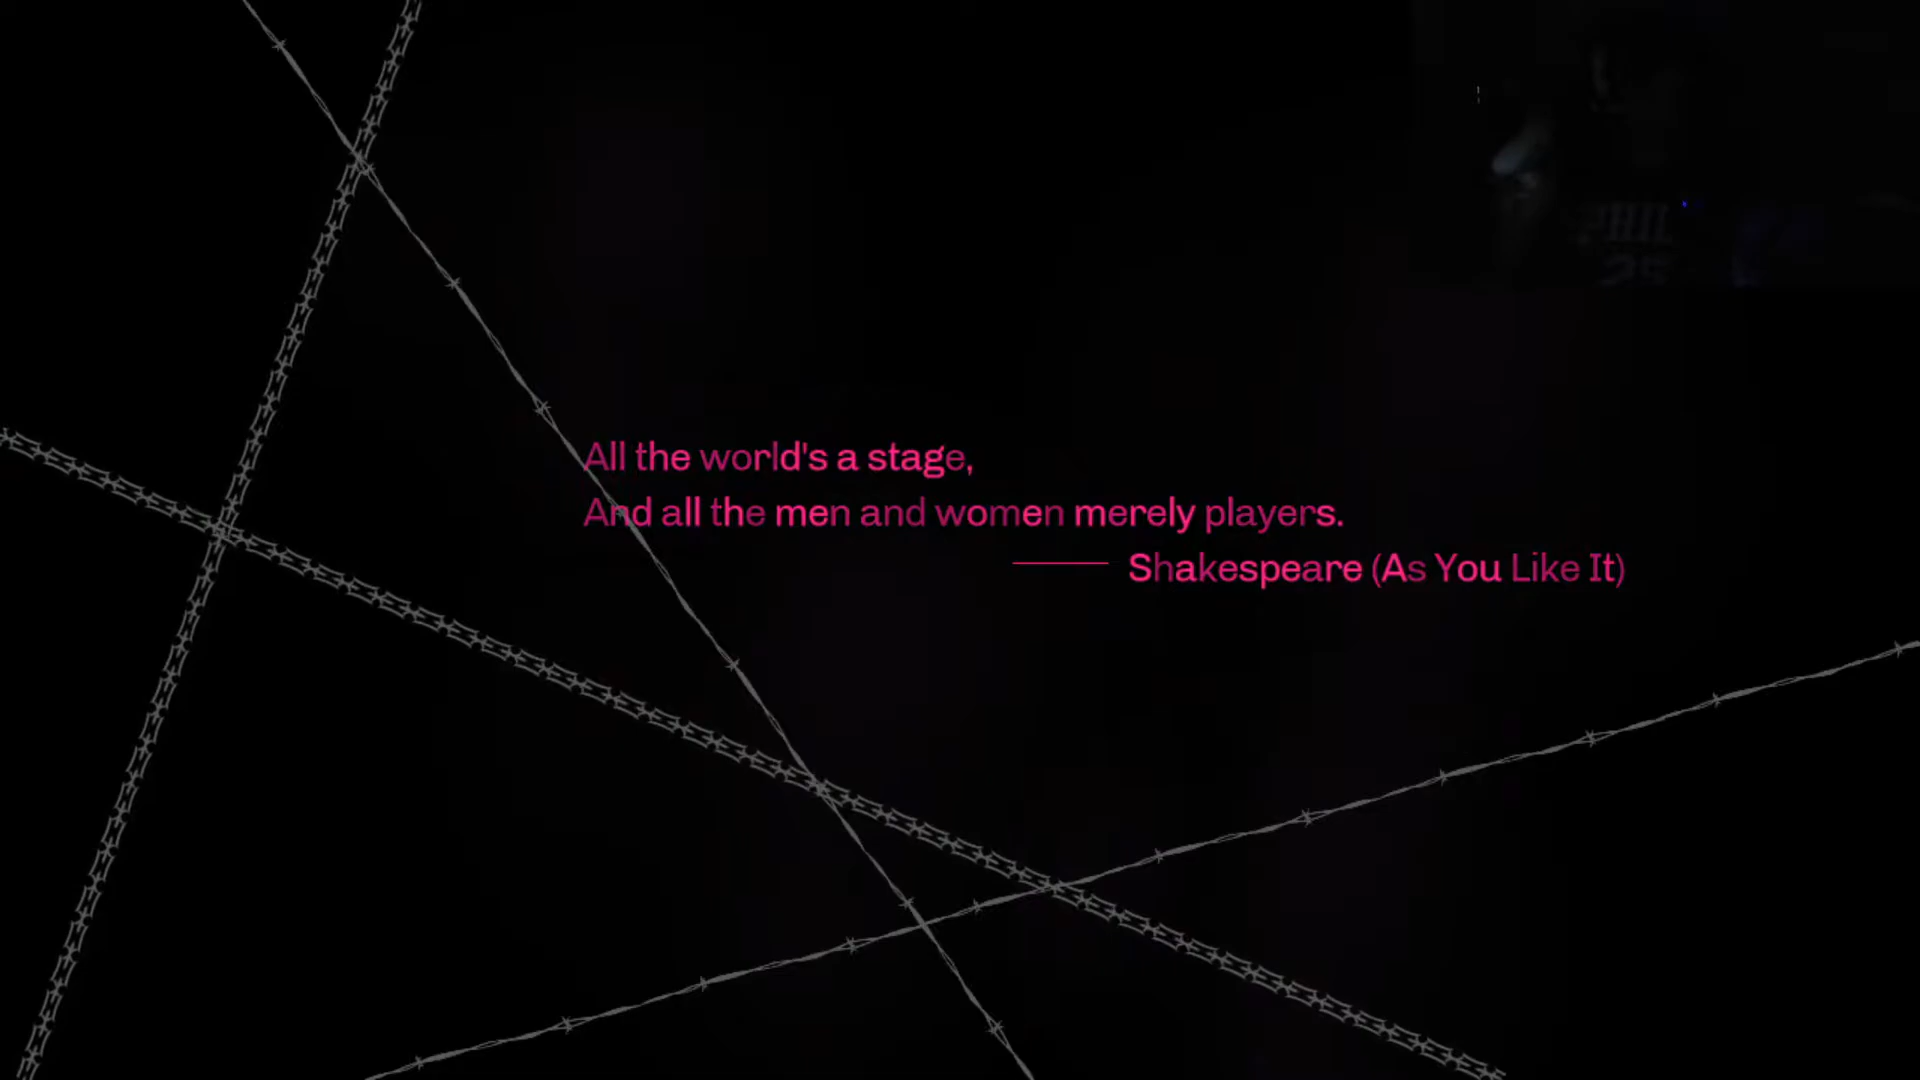 All the world's a stage,
And all the men and women merely players.
Shakespeare (As You Like It)